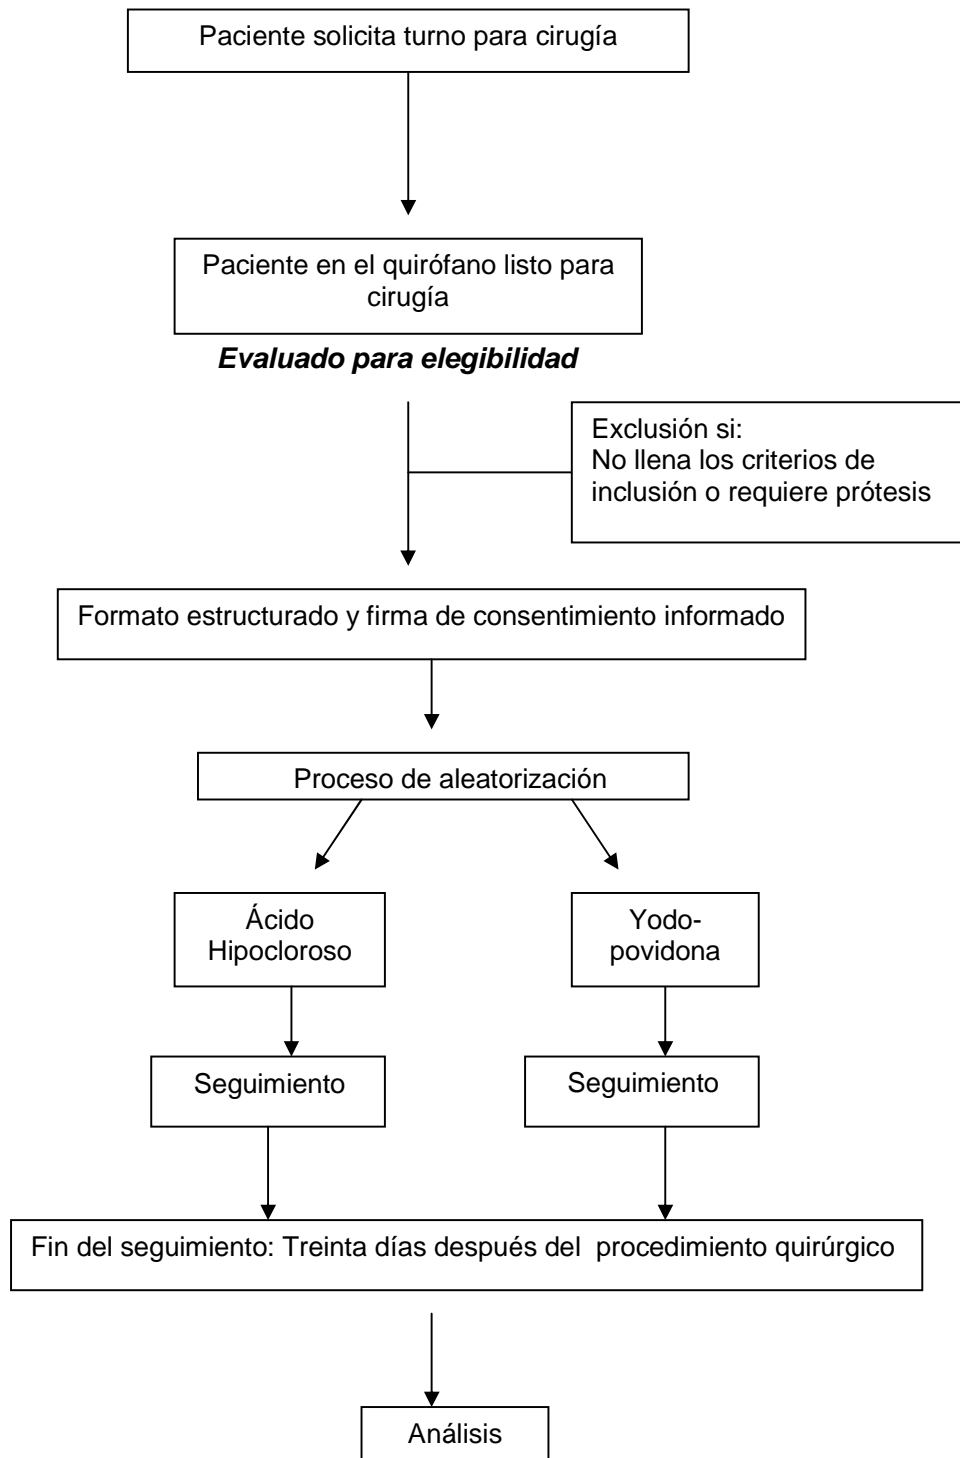 Paciente solicita turno para cirugía
Paciente en el quirófano listo para
cirugía
Evaluado para elegibilidad
Exclusión si:
No llena los criterios de
inclusión o requiere prótesis
Formato estructurado y firma de consentimiento informado
Proceso de aleatorización
Ácido
Hipocloroso
Yodo-
povidona
Seguimiento
Seguimiento
Fin del seguimiento: Treinta días después del  procedimiento quirúrgico
Análisis